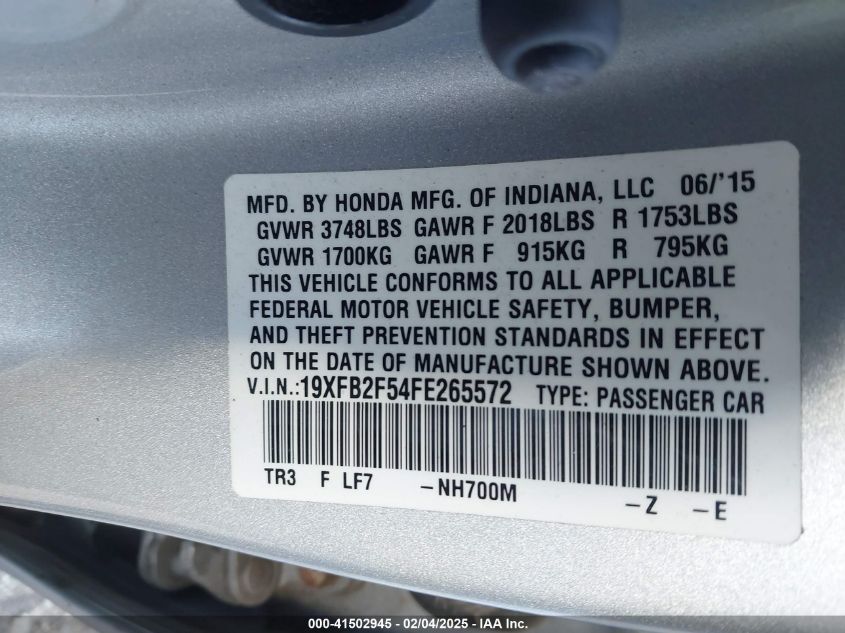 MFD. BY HONDA MFG. OF INDIANA, LLC 06/'15
GVWR 3748LBS GAWR F 2018LBS R 1753LBS
GVWR 1700KG GAWR F 915KG R 795KG
THIS VEHICLE CONFORMS TO ALL APPLICABLE
FEDERAL MOTOR VEHICLE SAFETY, BUMPER,
AND THEFT PREVENTION STANDARDS IN EFFECT
ON THE DATE OF MANUFACTURE SHOWN ABOVE.
V.I.N.:19XFB2F54FE265572 TYPE: PASSENGER CAR
TR3 F LF7 -NH700M -Z -E
000-41502945 - 02/04/2025 - IAAI.com